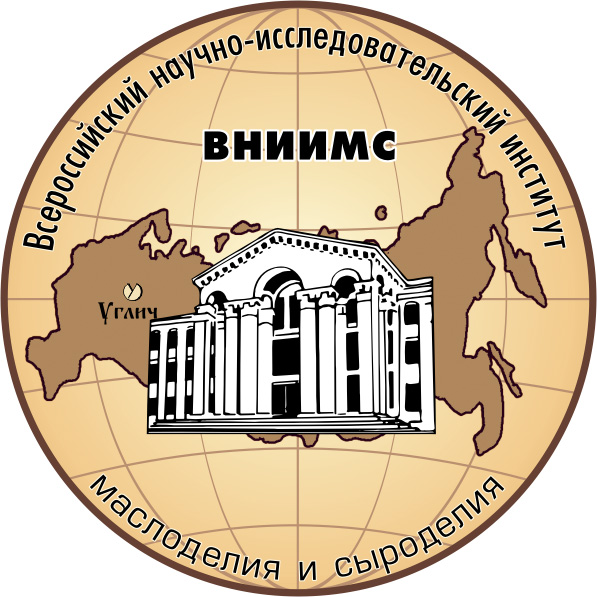 Всероссийский научно-исследовательский институт
ВНИИМС
Углич
маслоделия и сыроделия